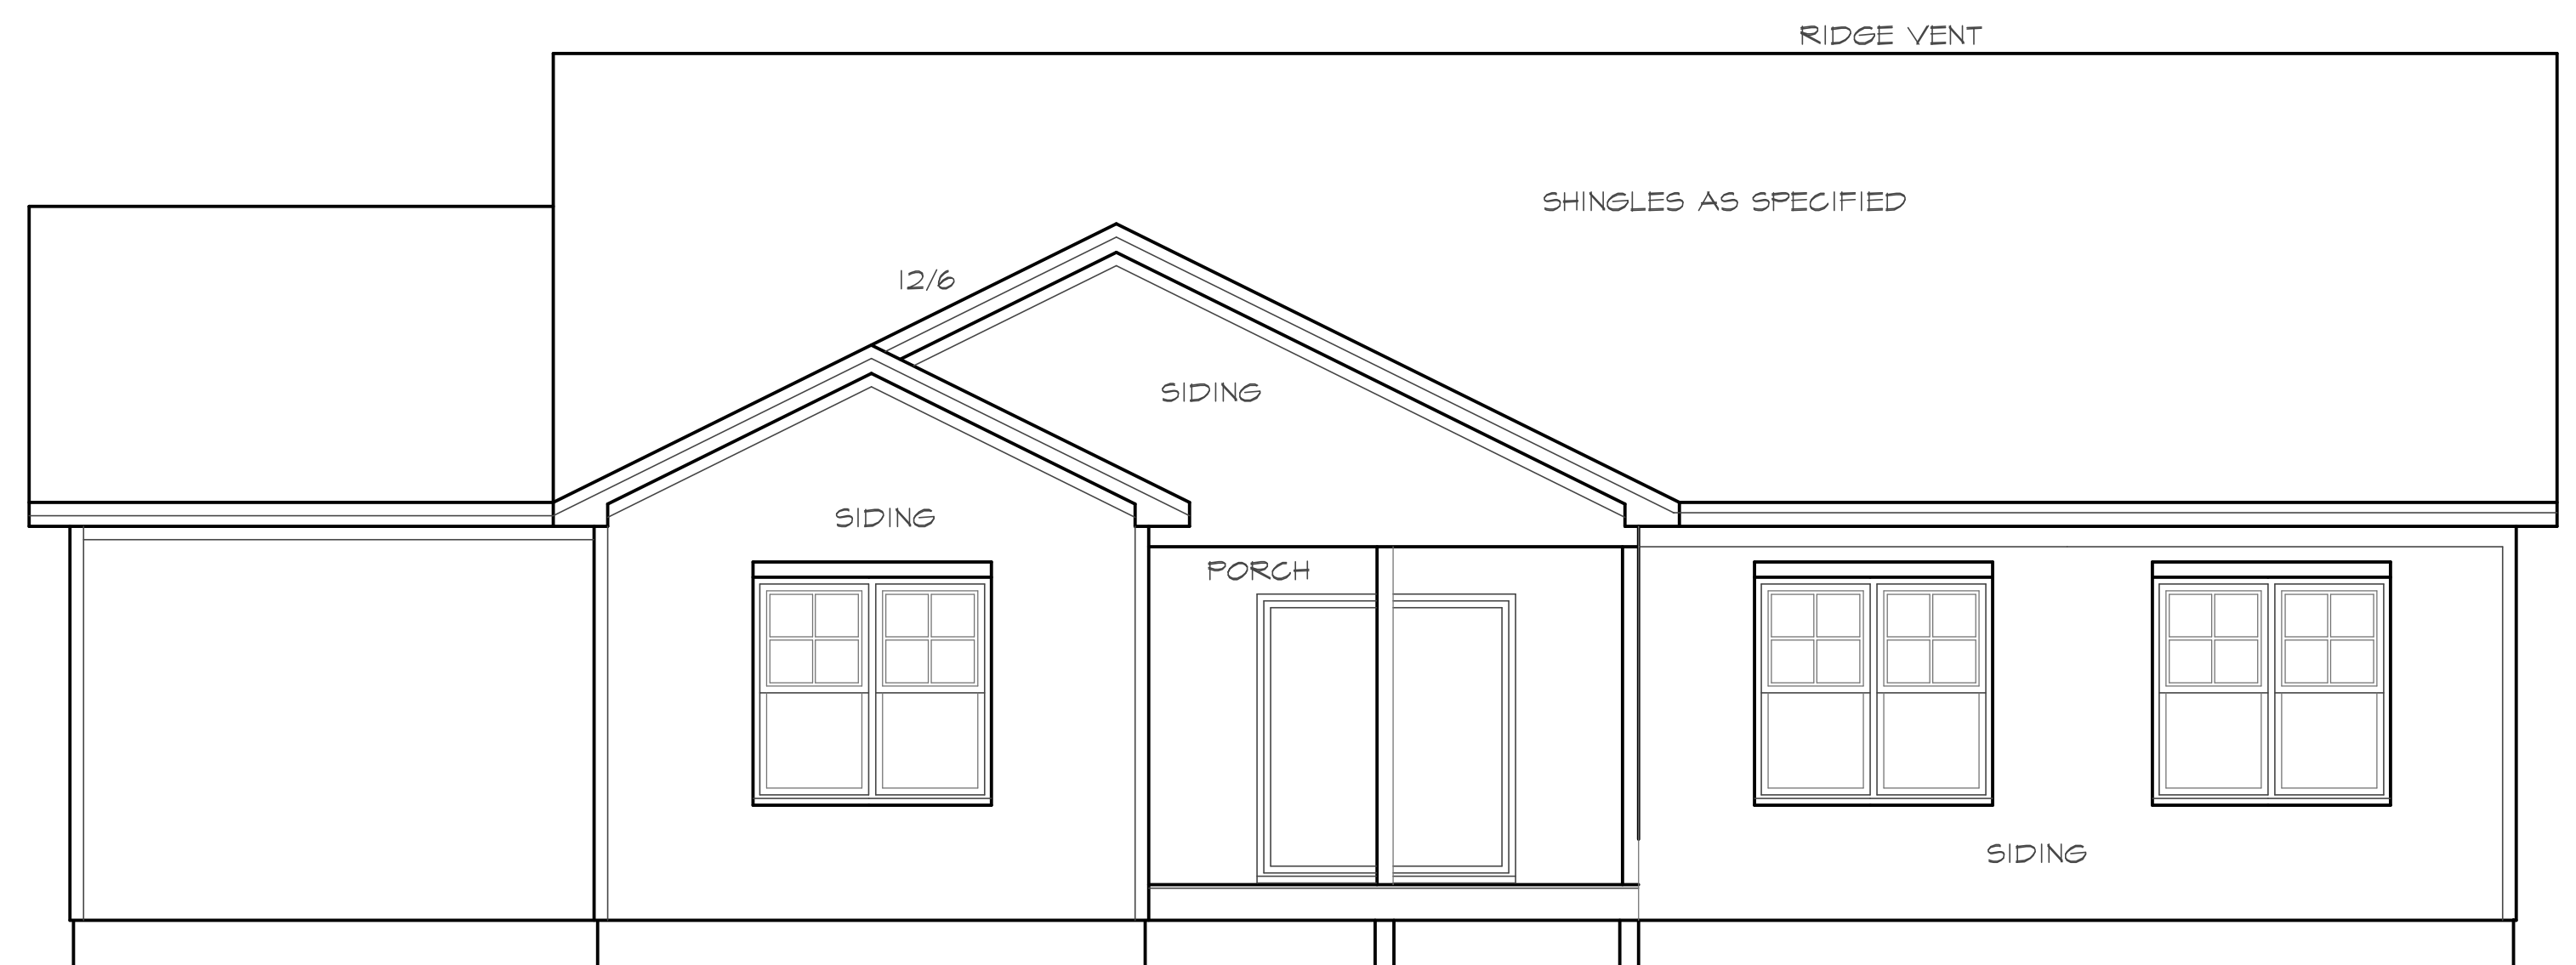 RIDGE VENT
SHINGLES AS SPECIFIED
12/6
SIDING
SIDING
PORCH
SIDING